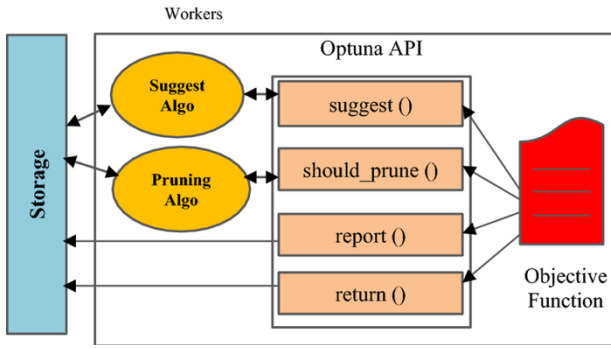 Workers
Optuna API
Suggest
Algo
suggest ()
Storage
Pruning
Algo
should_prune ()
report ()
return ()
Objective
Function